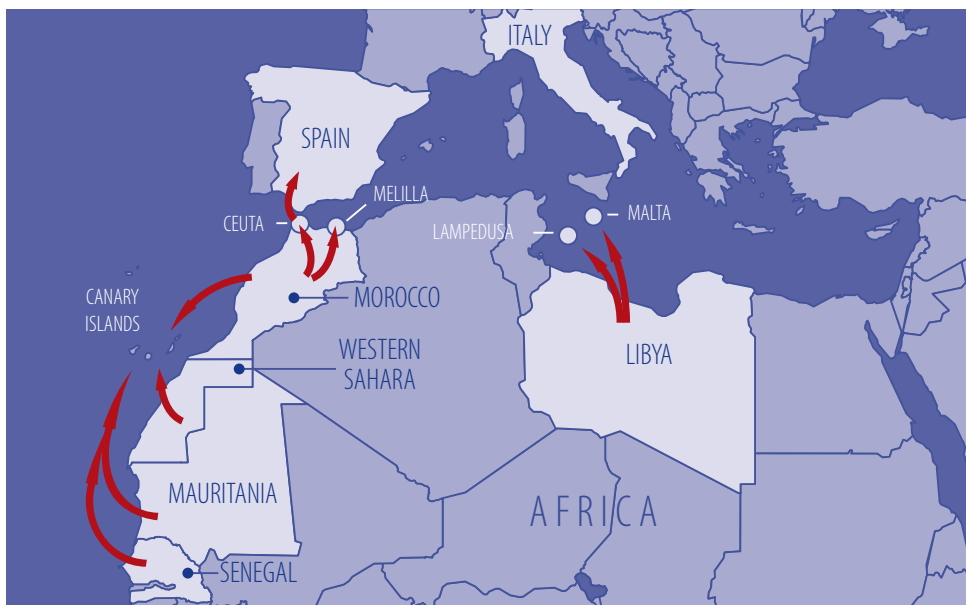 ITALY
SPAIN
MELILLA
CEUTA
MALTA
LAMPEDUSA
CANARY
ISLANDS
MOROCCO
WESTERN
SAHARA
LIBYA
MAURITANIA
AFRICA
SENEGAL